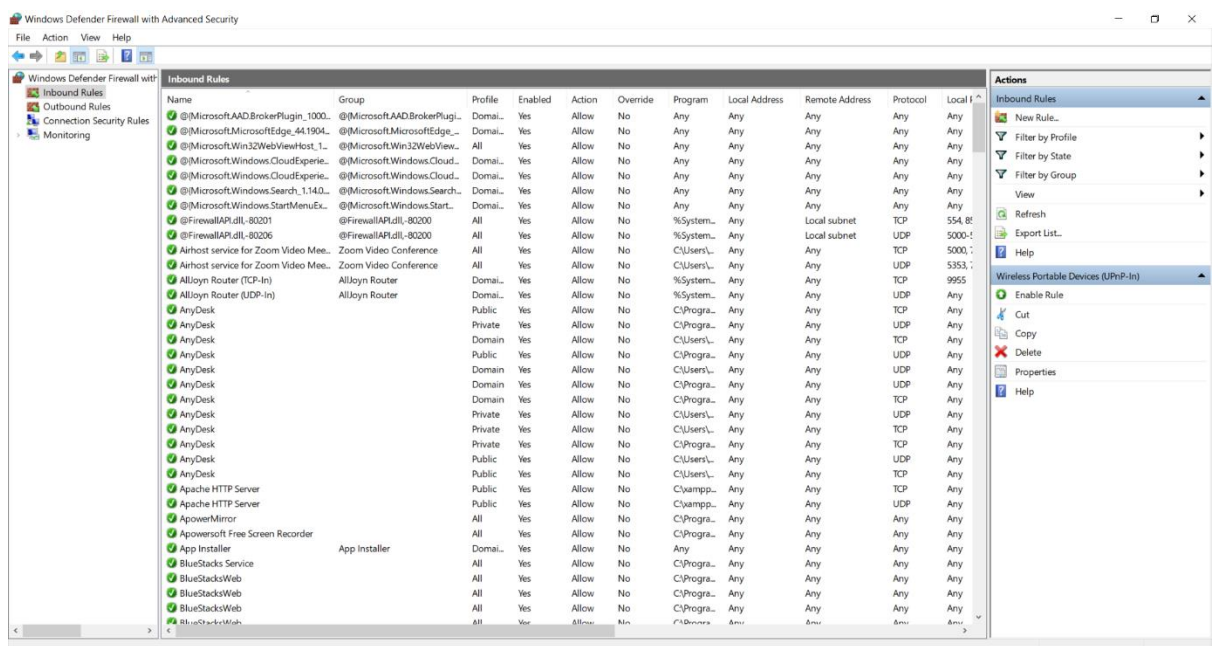 Windows Defender Firewall with Advanced Security
File Action View Help
Windows Defender Firewall with
Inbound Rules
Outbound Rules
Connection Security Rules
Monitoring
Inbound Rules
Name Group Profile Enabled Action Override Program Local Address Remote Address Protocol Local
@{Microsoft.AAD.BrokerPlugin_1000... @{Microsoft.AAD.BrokerPlugi... Domai... Yes Allow No Any Any Any Any Any
@{Microsoft.MicrosoftEdge_44.1904... @{Microsoft.MicrosoftEdge_... Domai... Yes Allow No Any Any Any Any Any
@{Microsoft.Win32WebViewHost_1... @{Microsoft.Win32WebView... All Yes Allow No Any Any Any Any Any
@{Microsoft.Windows.CloudExperie... @{Microsoft.Windows.Cloud... Domai... Yes Allow No Any Any Any Any Any
@{Microsoft.Windows.CloudExperie... @{Microsoft.Windows.Cloud... Domai... Yes Allow No Any Any Any Any Any
@{Microsoft.Windows.Search_1.14.0... @{Microsoft.Windows.Search... Domai... Yes Allow No Any Any Any Any Any
@{Microsoft.Windows.StartMenuEx... @{Microsoft.Windows.Start... Domai... Yes Allow No Any Any Any Any Any
@FirewallAPI.dll,-80201 @FirewallAPI.dll,-80200 All Yes Allow No %System... Any Local subnet TCP 554, 85
@FirewallAPI.dll,-80206 @FirewallAPI.dll,-80200 All Yes Allow No %System... Any Local subnet UDP 5000-5
Airhost service for Zoom Video Mee... Zoom Video Conference All Yes Allow No C:\Users\... Any Any TCP 5000, 7
Airhost service for Zoom Video Mee... Zoom Video Conference All Yes Allow No C:\Users\... Any Any UDP 5353, 7
AllJoyn Router (TCP-In) AllJoyn Router Domai... Yes Allow No %System... Any Any TCP 9955
AllJoyn Router (UDP-In) AllJoyn Router Domai... Yes Allow No %System... Any Any UDP Any
AnyDesk Public Yes Allow No C:\Progra... Any Any TCP Any
AnyDesk Private Yes Allow No C:\Progra... Any Any UDP Any
AnyDesk Domain Yes Allow No C:\Users\... Any Any TCP Any
AnyDesk Public Yes Allow No C:\Progra... Any Any UDP Any
AnyDesk Domain Yes Allow No C:\Users\... Any Any UDP Any
AnyDesk Domain Yes Allow No C:\Progra... Any Any UDP Any
AnyDesk Domain Yes Allow No C:\Progra... Any Any TCP Any
AnyDesk Private Yes Allow No C:\Users\... Any Any UDP Any
AnyDesk Private Yes Allow No C:\Users\... Any Any TCP Any
AnyDesk Private Yes Allow No C:\Progra... Any Any TCP Any
AnyDesk Public Yes Allow No C:\Users\... Any Any UDP Any
AnyDesk Public Yes Allow No C:\Users\... Any Any TCP Any
Apache HTTP Server Public Yes Allow No C:\xampp... Any Any TCP Any
Apache HTTP Server Public Yes Allow No C:\xampp... Any Any UDP Any
ApowerMirror All Yes Allow No C:\Progra... Any Any Any Any
Apowersoft Free Screen Recorder All Yes Allow No C:\Progra... Any Any Any Any
App Installer App Installer Domai... Yes Allow No Any Any Any Any Any
BlueStacks Service All Yes Allow No C:\Progra... Any Any Any Any
BlueStacksWeb All Yes Allow No C:\Progra... Any Any Any Any
BlueStacksWeb All Yes Allow No C:\Progra... Any Any Any Any
BlueStacksWeb All Yes Allow No C:\Progra... Any Any Any Any
BlueStacksWeb All Yes Allow No C:\Progra... Any Any Any Any
Actions
Inbound Rules
New Rule...
Filter by Profile
Filter by State
Filter by Group
View
Refresh
Export List...
Help
Wireless Portable Devices (UPnP-In)
Enable Rule
Cut
Copy
Delete
Properties
Help